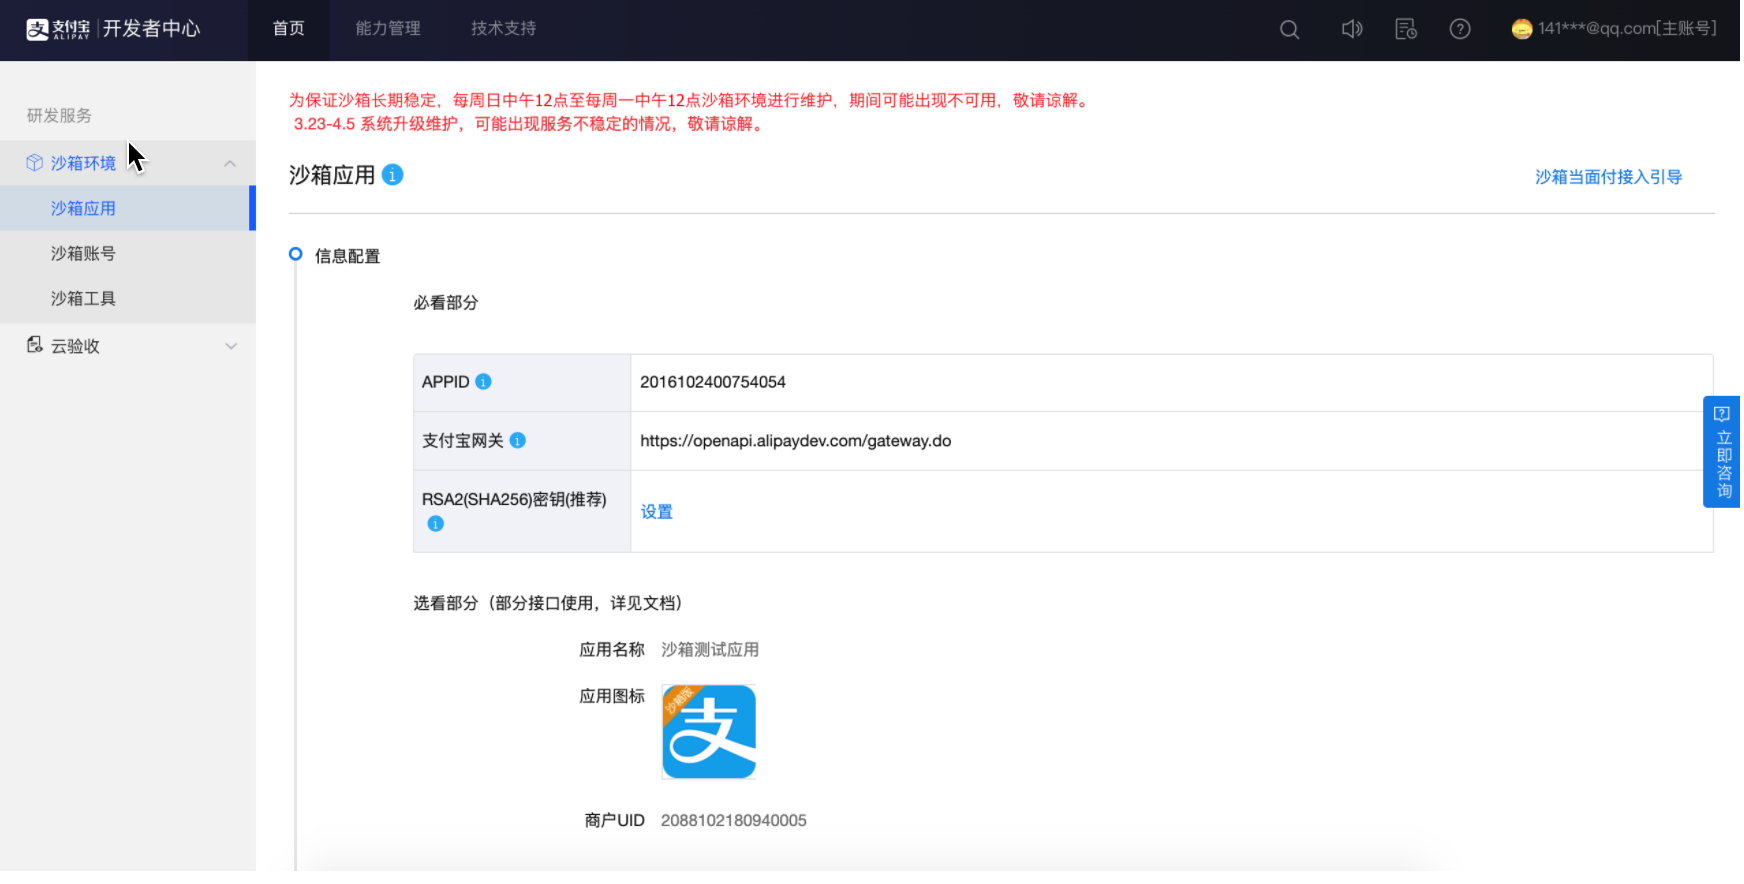 支付宝 ALIPAY 开发者中心 首页 能力管理 技术支持 141***@qq.com[主账号]
研发服务
沙箱环境
沙箱应用
沙箱账号
沙箱工具
云验收
为保证沙箱长期稳定，每周日中午12点至每周一中午12点沙箱环境进行维护，期间可能出现不可用，敬请谅解。
3.23-4.5 系统升级维护，可能出现服务不稳定的情况，敬请谅解。
沙箱应用 沙箱当面付接入引导
信息配置
必看部分
APPID 2016102400754054
支付宝网关 https://openapi.alipaydev.com/gateway.do
RSA2(SHA256)密钥(推荐) 设置
选看部分（部分接口使用，详见文档）
应用名称 沙箱测试应用
应用图标 沙箱版 支
商户UID 2088102180940005
立即咨询